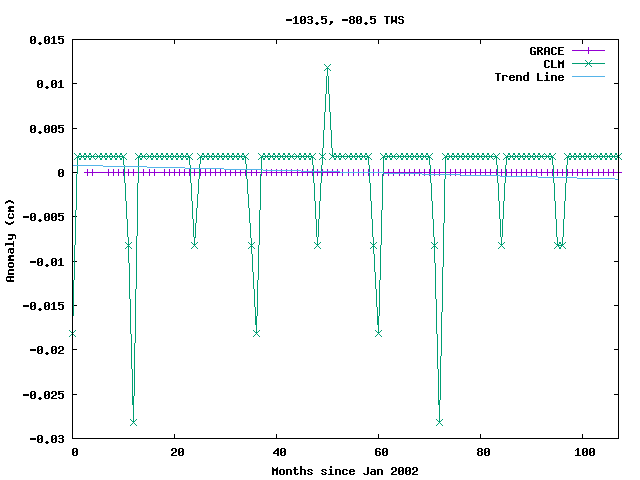 -103.5, -80.5 TWS
GRACE
CLM
Trend Line
0.015
0.01
0.005
0
-0.005
-0.01
-0.015
-0.02
-0.025
-0.03
Anomaly (cm)
0 20 40 60 80 100
Months since Jan 2002